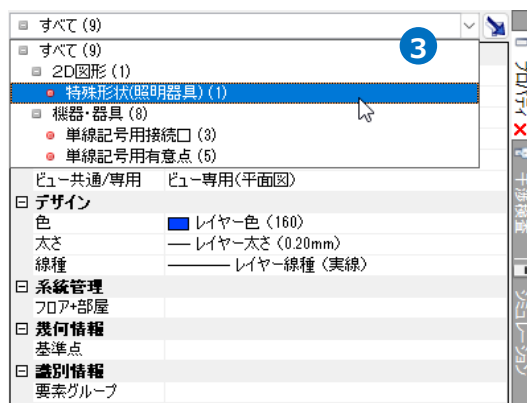 すべて (9)
3
すべて (9)
2D図形 (1)
特殊形状(照明器具) (1)
機器・器具 (8)
単線記号用接続口 (3)
単線記号用有意点 (5)
ビュー共通/専用 ビュー専用(平面図)
デザイン
色 レイヤー色 (160)
太さ レイヤー太さ (0.20mm)
線種 レイヤー線種 (実線)
系統管理
フロア+部屋
幾何情報
基準点
識別情報
要素グループ
プロパティ
干渉検査
シミュレーション